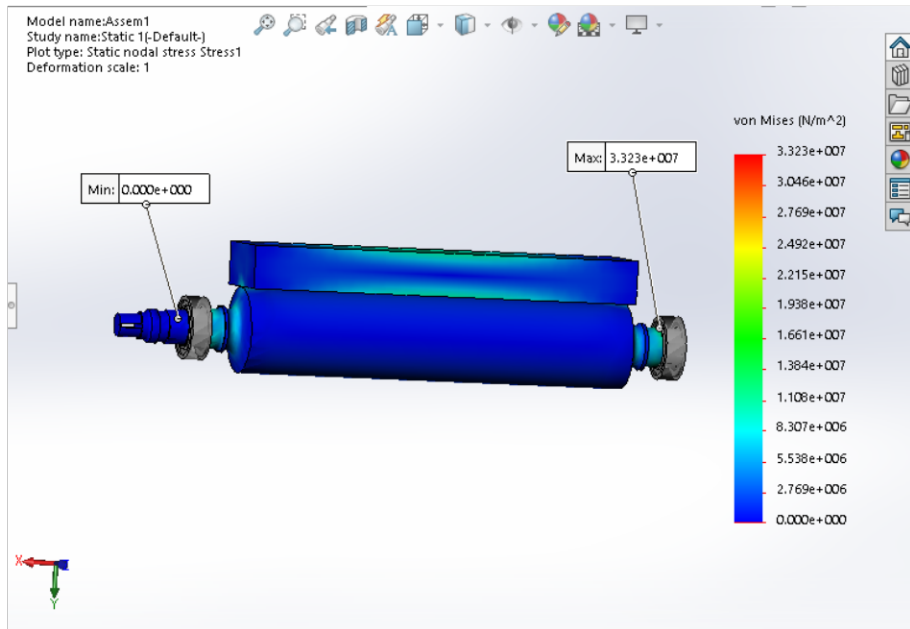 Model name:Assem1
Study name:Static 1(-Default-)
Plot type: Static nodal stress Stress1
Deformation scale: 1
von Mises (N/m^2)
Max: 3.323e+007
Min: 0.000e+000
3.323e+007
3.046e+007
2.769e+007
2.492e+007
2.215e+007
1.938e+007
1.661e+007
1.384e+007
1.108e+007
8.307e+006
5.538e+006
2.769e+006
0.000e+000
X
Y